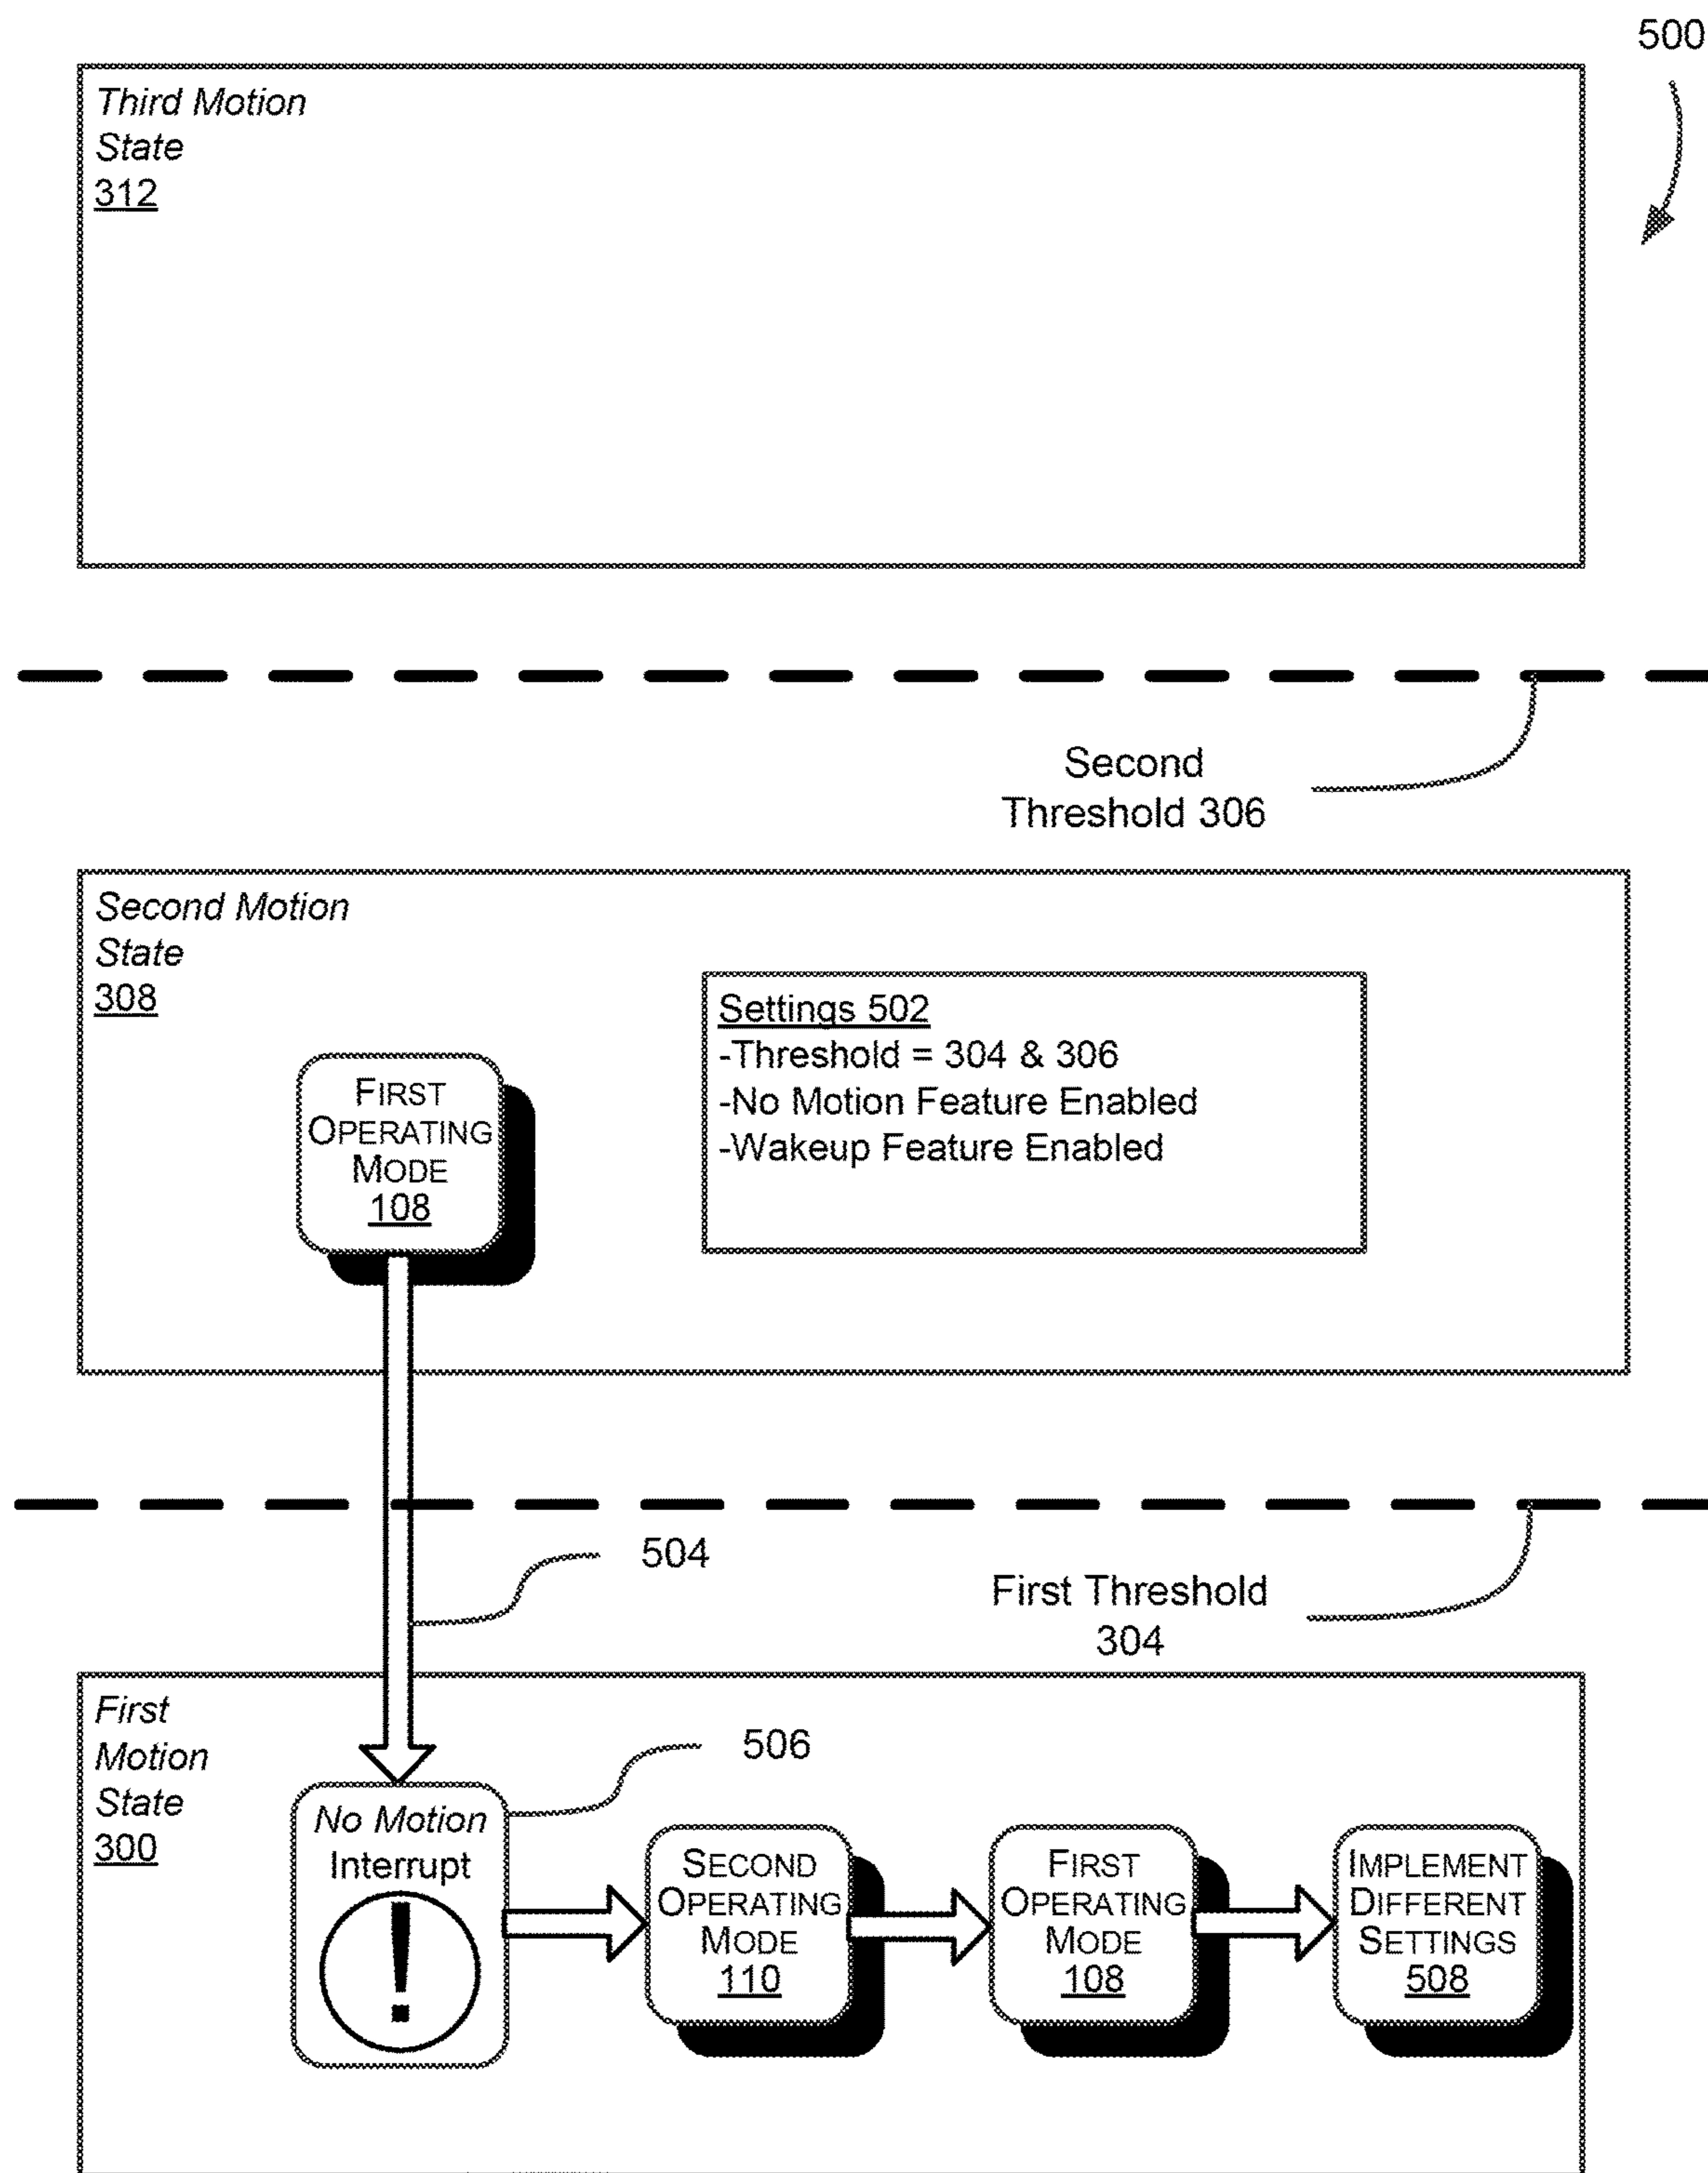 500
Third Motion
State
312
Second
Threshold 306
Second Motion
State
308
Settings 502
-Threshold = 304 & 306
-No Motion Feature Enabled
-Wakeup Feature Enabled
FIRST
OPERATING
MODE
108
504
First Threshold
304
First
Motion
State
300
506
No Motion
Interrupt
!
SECOND
OPERATING
MODE
110
FIRST
OPERATING
MODE
108
IMPLEMENT
DIFFERENT
SETTINGS
508